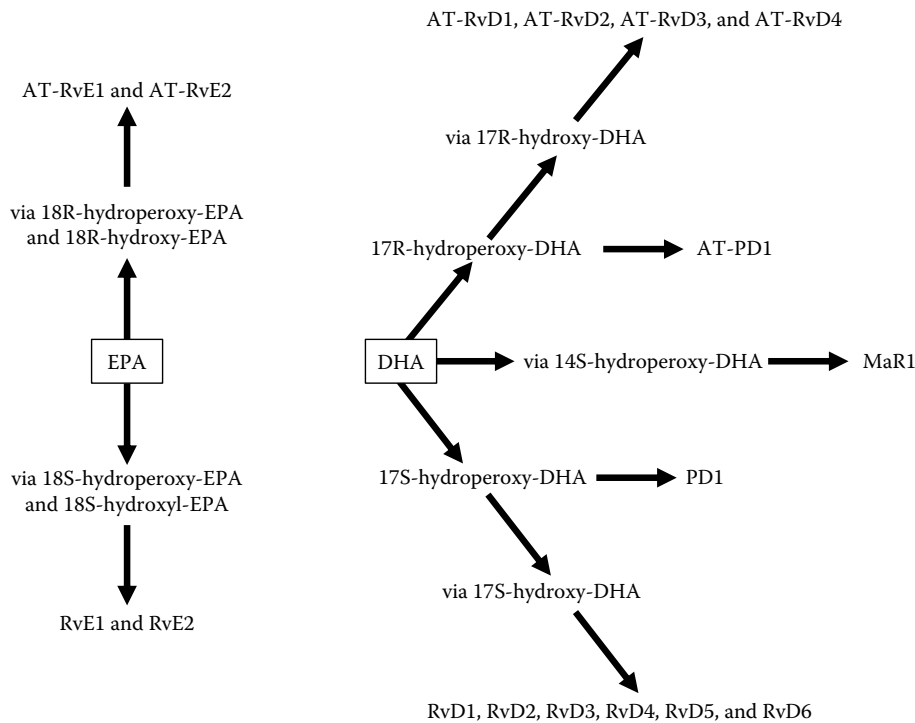 AT-RvD1, AT-RvD2, AT-RvD3, and AT-RvD4
AT-RvE1 and AT-RvE2
via 17R-hydroxy-DHA
via 18R-hydroperoxy-EPA
and 18R-hydroxy-EPA
17R-hydroperoxy-DHA
AT-PD1
EPA
DHA
via 14S-hydroperoxy-DHA
MaR1
via 18S-hydroperoxy-EPA
and 18S-hydroxyl-EPA
17S-hydroperoxy-DHA
PD1
via 17S-hydroxy-DHA
RvE1 and RvE2
RvD1, RvD2, RvD3, RvD4, RvD5, and RvD6